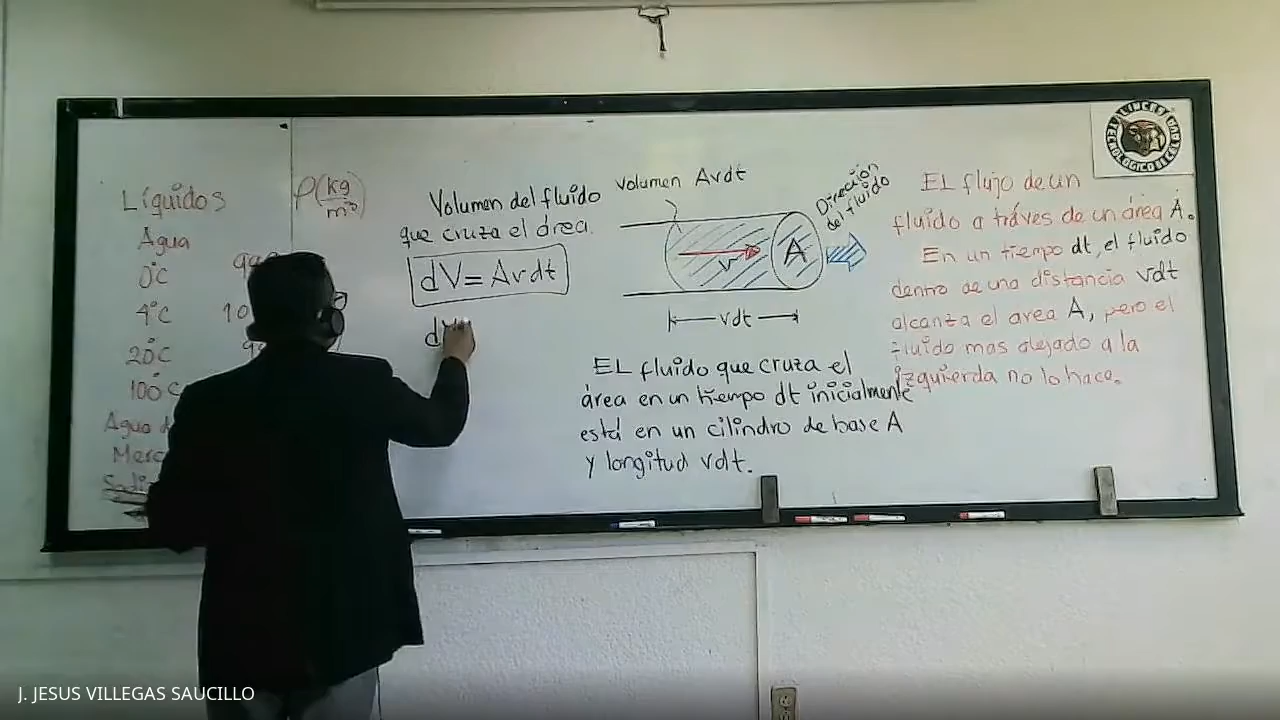 Líquidos
ρ(kg/m³)
Agua
0°C
4°C
20°C
100°C
Agua
Volumen del fluido
que cruza el área.
dV=Avdt
Volumen Avdt
Dirección
del fluido
v
A
vdt
EL fluido que cruza el
área en un tiempo dt inicialmente
está en un cilindro de base A
y longitud vdt.
EL flujo de un
fluido a tráves de un área A.
En un tiempo dt, el fluido
dentro de una distancia vdt
alcanza el area A, pero el
fluido mas alejado a la
izquierda no lo hace.
J. JESUS VILLEGAS SAUCILLO